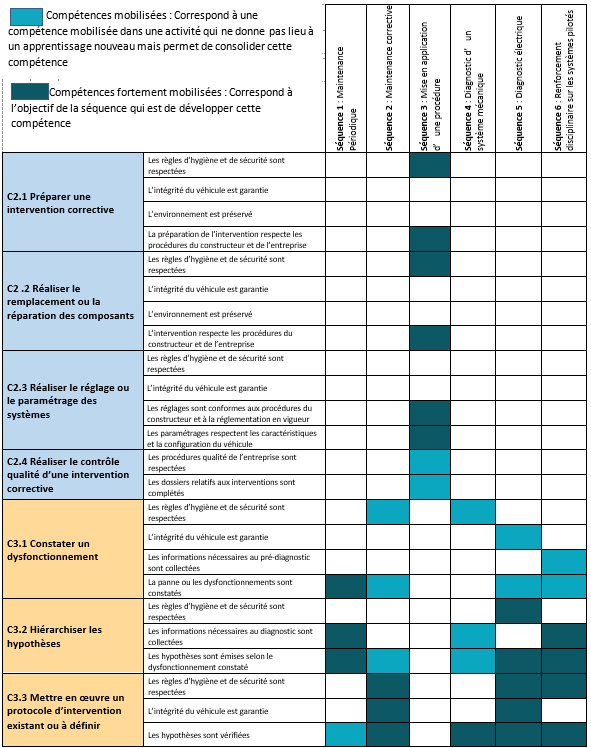 Compétences mobilisées : Correspond à une
compétence mobilisée dans une activité qui ne donne pas lieu à
un apprentissage nouveau mais permet de consolider cette
compétence
Compétences fortement mobilisées : Correspond à
l'objectif de la séquence qui est de développer cette
compétence
Séquence 1 : Maintenance
Périodique
Séquence 2 : Maintenance corrective
Séquence 3 : Mise en application
d' une procédure
Séquence 4 : Diagnostic d' un
système mécanique
Séquence 5 : Diagnostic électrique
Séquence 6 : Renforcement
disciplinaire sur les systèmes pilotés
C2.1 Préparer une
intervention corrective
Les règles d'hygiène et de sécurité sont
respectées
L'intégrité du véhicule est garantie
L'environnement est préservé
La préparation de l'intervention respecte les
procédures du constructeur et de l'entreprise
C2 .2 Réaliser le
remplacement ou la
réparation des composants
Les règles d'hygiène et de sécurité sont
respectées
L'intégrité du véhicule est garantie
L'environnement est préservé
L'intervention respecte les procédures du
constructeur et de l'entreprise
C2.3 Réaliser le réglage ou
le paramétrage des
systèmes
Les règles d'hygiène et de sécurité sont
respectées
L'intégrité du véhicule est garantie
Les réglages sont conformes aux procédures du
constructeur et à la réglementation en vigueur
Les paramétrages respectent les caractéristiques
et la configuration du véhicule
C2.4 Réaliser le contrôle
qualité d'une intervention
corrective
Les procédures qualité de l'entreprise sont
respectées
Les dossiers relatifs aux interventions sont
complétés
C3.1 Constater un
dysfonctionnement
Les règles d'hygiène et de sécurité sont
respectées
L'intégrité du véhicule est garantie
Les informations nécessaires au pré-diagnostic
sont collectées
La panne ou les dysfonctionnements sont
constatés
C3.2 Hiérarchiser les
hypothèses
Les règles d'hygiène et de sécurité sont
respectées
Les informations nécessaires au diagnostic sont
collectées
Les hypothèses sont émises selon le
dysfonctionnement constaté
C3.3 Mettre en œuvre un
protocole d'intervention
existant ou à définir
Les règles d'hygiène et de sécurité sont
respectées
L'intégrité du véhicule est garantie
Les hypothèses sont vérifiées